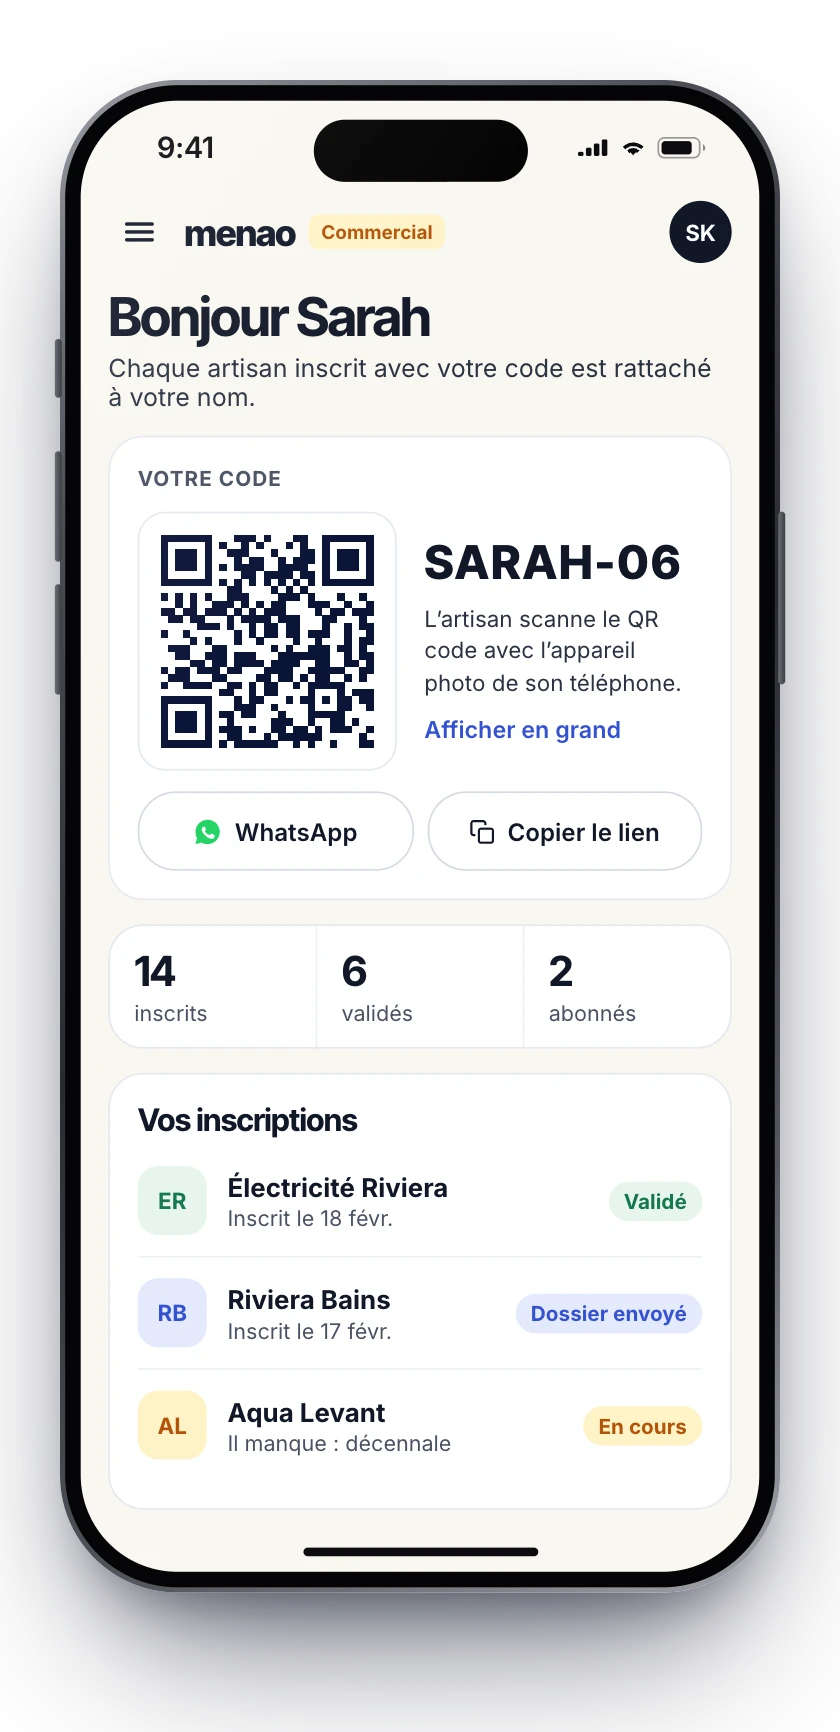 9:41
menao Commercial SK
Bonjour Sarah
Chaque artisan inscrit avec votre code est rattaché
à votre nom.
VOTRE CODE
SARAH-06
L’artisan scanne le QR
code avec l’appareil
photo de son téléphone.
Afficher en grand
WhatsApp
Copier le lien
14
inscrits
6
validés
2
abonnés
Vos inscriptions
ER
Électricité Riviera
Inscrit le 18 févr.
Validé
RB
Riviera Bains
Inscrit le 17 févr.
Dossier envoyé
AL
Aqua Levant
Il manque : décennale
En cours